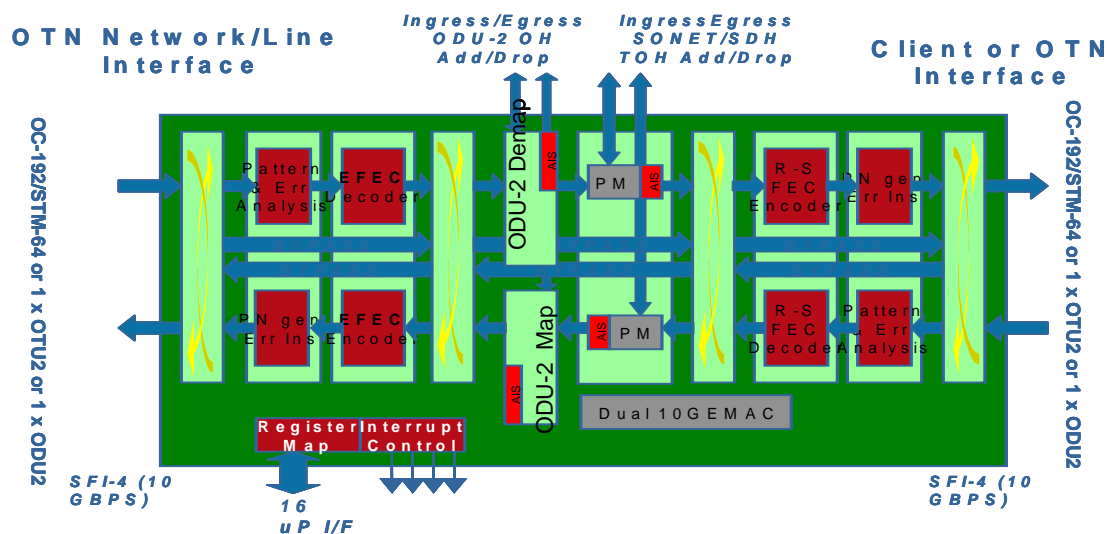 Ingress/Egress
ODU-2 OH
Add/Drop
IngressEgress
SONET/SDH
TOH Add/Drop
OTN Network/Line
Interface
Client or OTN
Interface
OC-192/STM-64 or 1 x OTU2 or 1 x ODU2
Pattern
& Err
Analysis
EFEC
Decoder
ODU-2 Demap
AIS
PM
AIS
R-S
FEC
Encoder
PN gen
Err Ins
OC-192/STM-64 or 1 x OTU2 or 1 x ODU2
PN gen
Err Ins
EFEC
Encoder
ODU-2 Map
AIS
AIS
PM
R-S
FEC
Decoder
Pattern
& Err
Analysis
Dual10GEMAC
Register
Map
Interrupt
Control
SFI-4 (10
GBPS)
SFI-4 (10
GBPS)
16
uP I/F